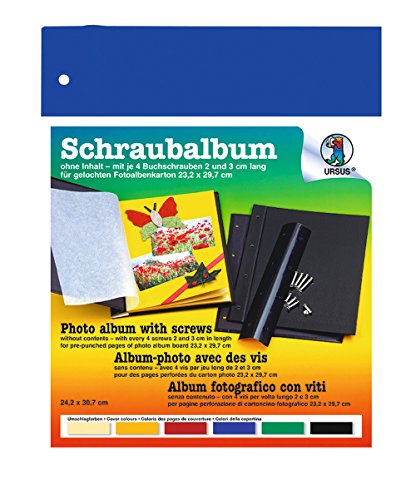 Schraubalbum
ohne Inhalt – mit je 4 Buchschrauben 2 und 3 cm lang
für gelochten Fotoalbenkarton 23,2 x 29,7 cm
URSUS®
Photo album with screws
without contents – with every 4 screws 2 and 3 cm in length
for pre-punched pages of photo album board 23,2 x 29,7 cm
Album-photo avec des vis
sans contenu – avec 4 vis par jeu long de 2 et 3 cm
pour des pages perforées du carton photo 23,2 x 29,7 cm
Album fotografico con viti
senza contenuto – con 4 viti per volta lungo 2 e 3 cm
per pagine perforazione di cartoncino fotografico 23,2 x 29,7 cm
24,2 x 30,7 cm
Umschlagfarben • Cover colours • Coloris des pages de couverture • Colori della copertina